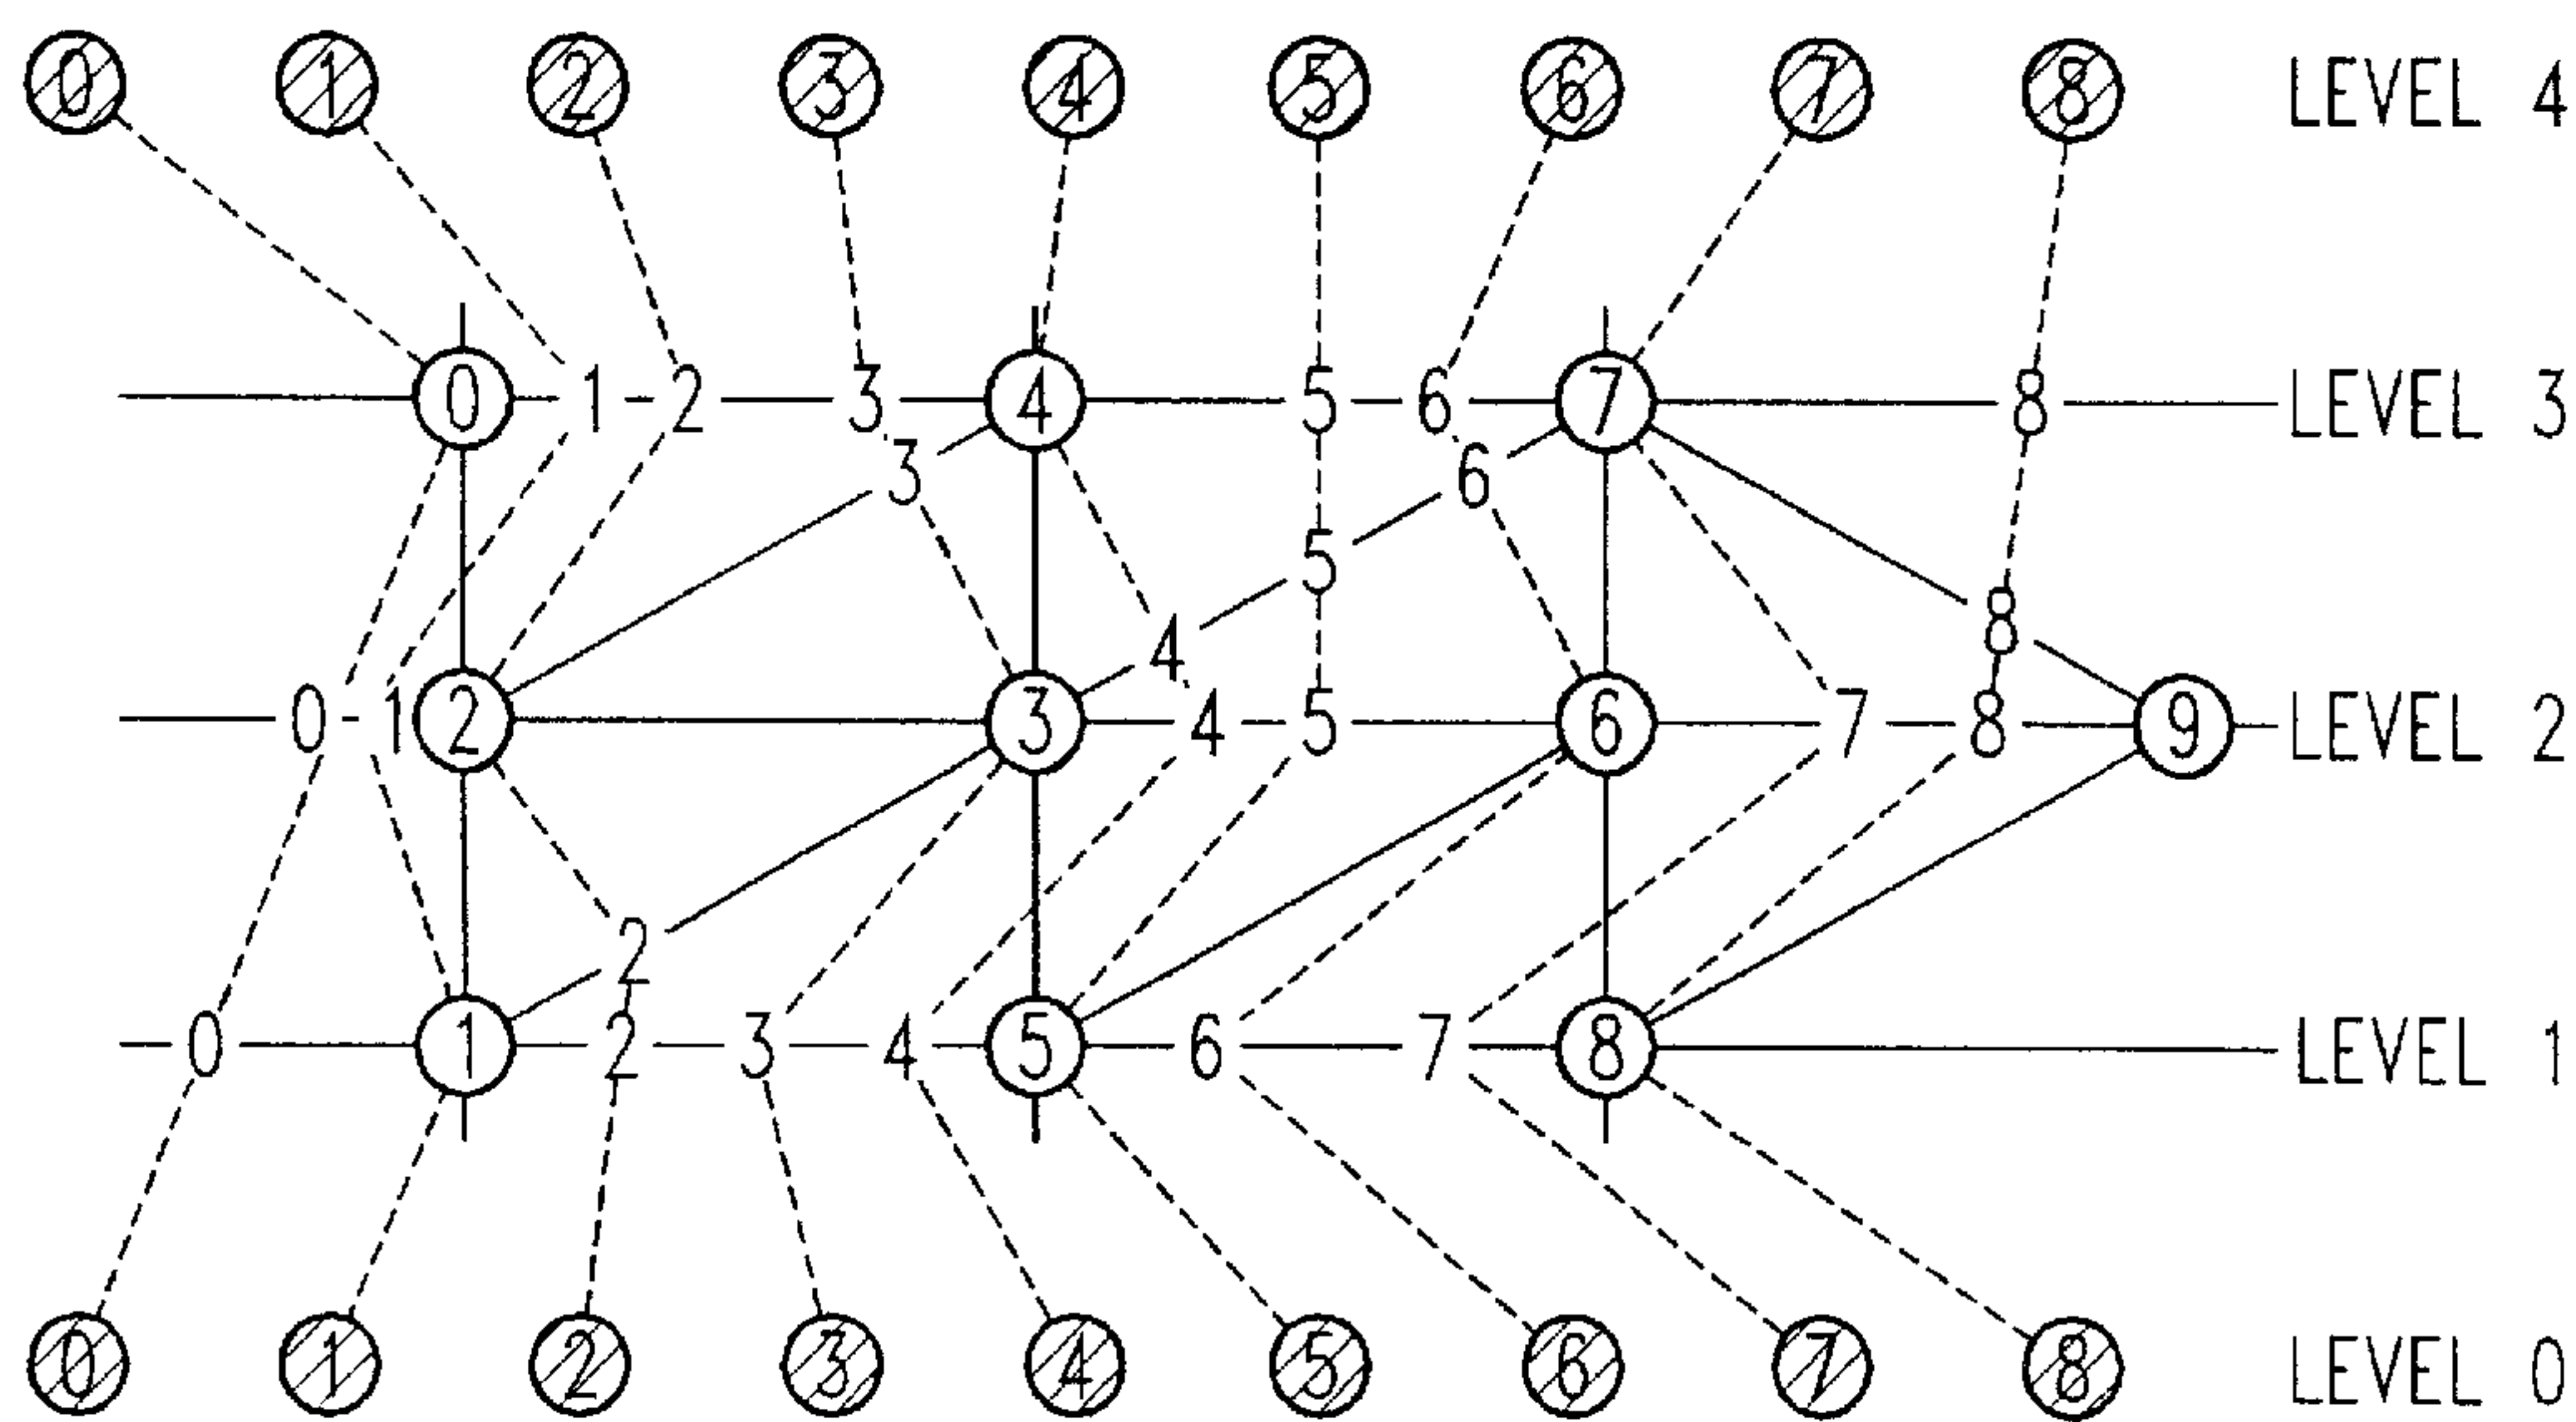 0 1 2 3 4 5 6 7 8 LEVEL 4
0 1 2 3 4 5 6 7 8 LEVEL 3
3 6
5
8
4
0 1 2 3 4 5 6 7 8 9 LEVEL 2
2
0 1 2 3 4 5 6 7 8 LEVEL 1
0 1 2 3 4 5 6 7 8 LEVEL 0